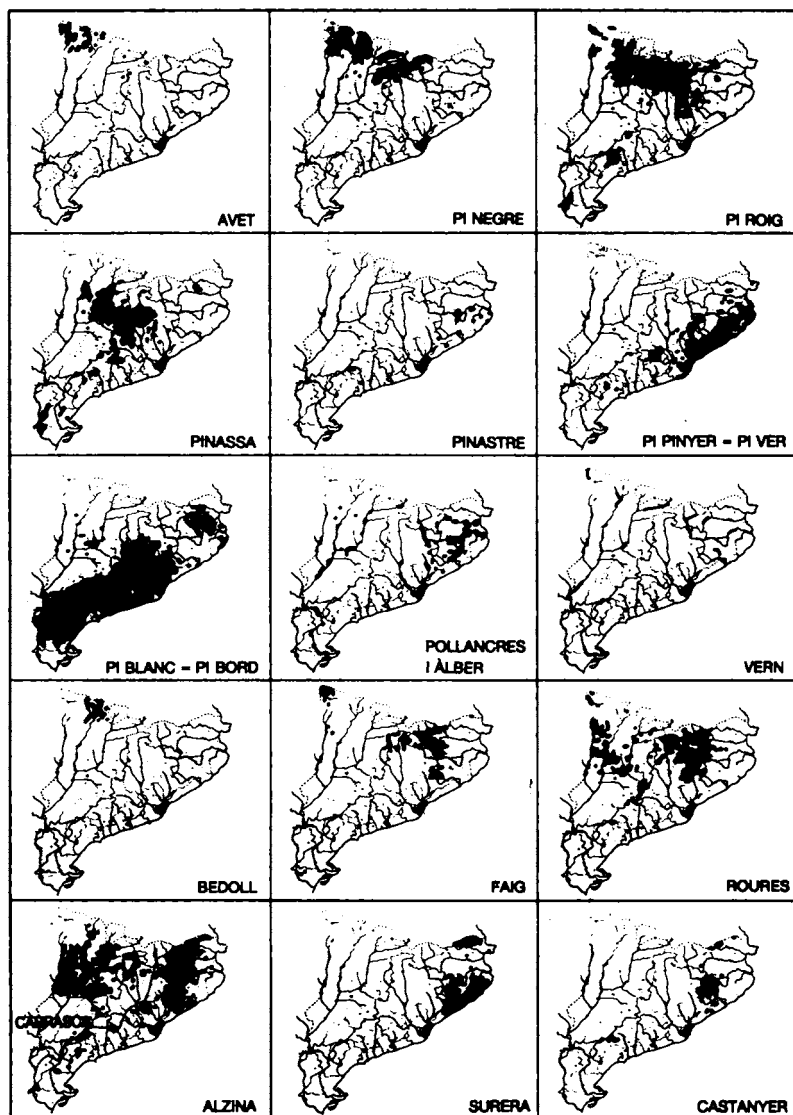 AVET
PI NEGRE
PI ROIG
PINASSA
PINASTRE
PI PINYER = PI VER
PI BLANC = PI BORD
POLLANCRES
I ÀLBER
VERN
BEDOLL
FAIG
ROURES
ALZINA
SURERA
CASTANYER